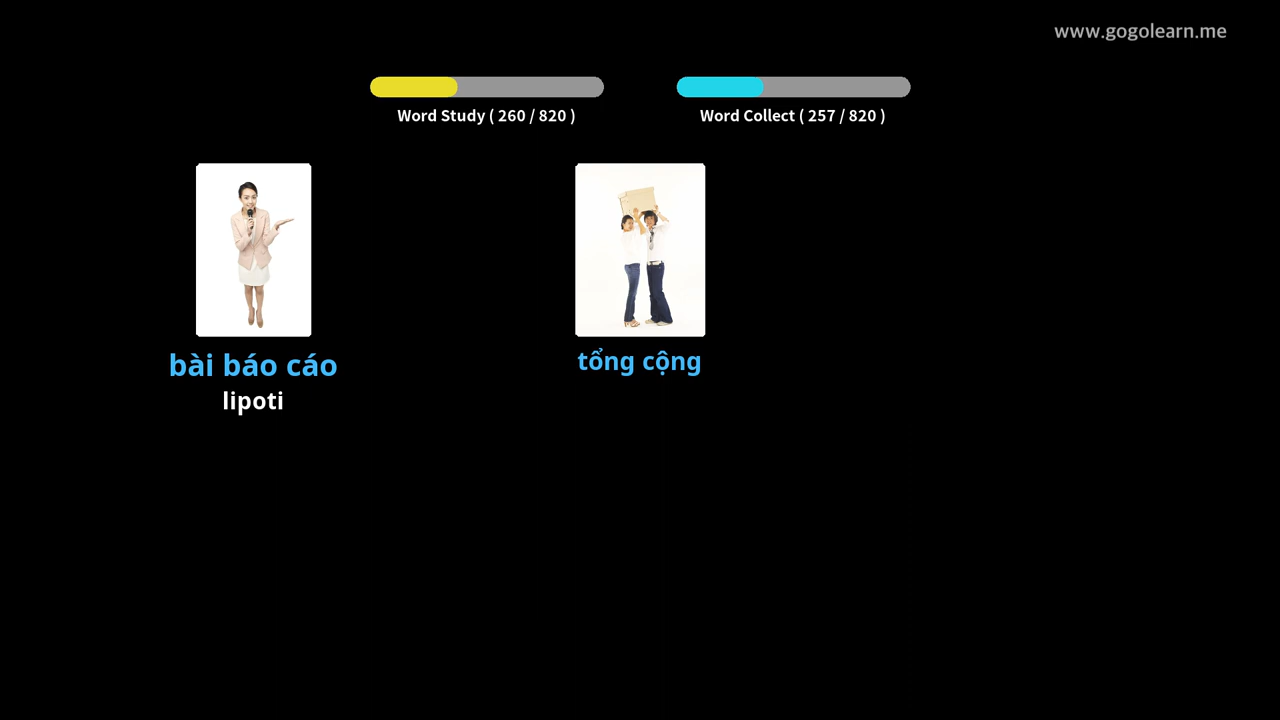 www.gogolearn.me
Word Study ( 260 / 820 )
Word Collect ( 257 / 820 )
bài báo cáo
lipoti
tổng cộng